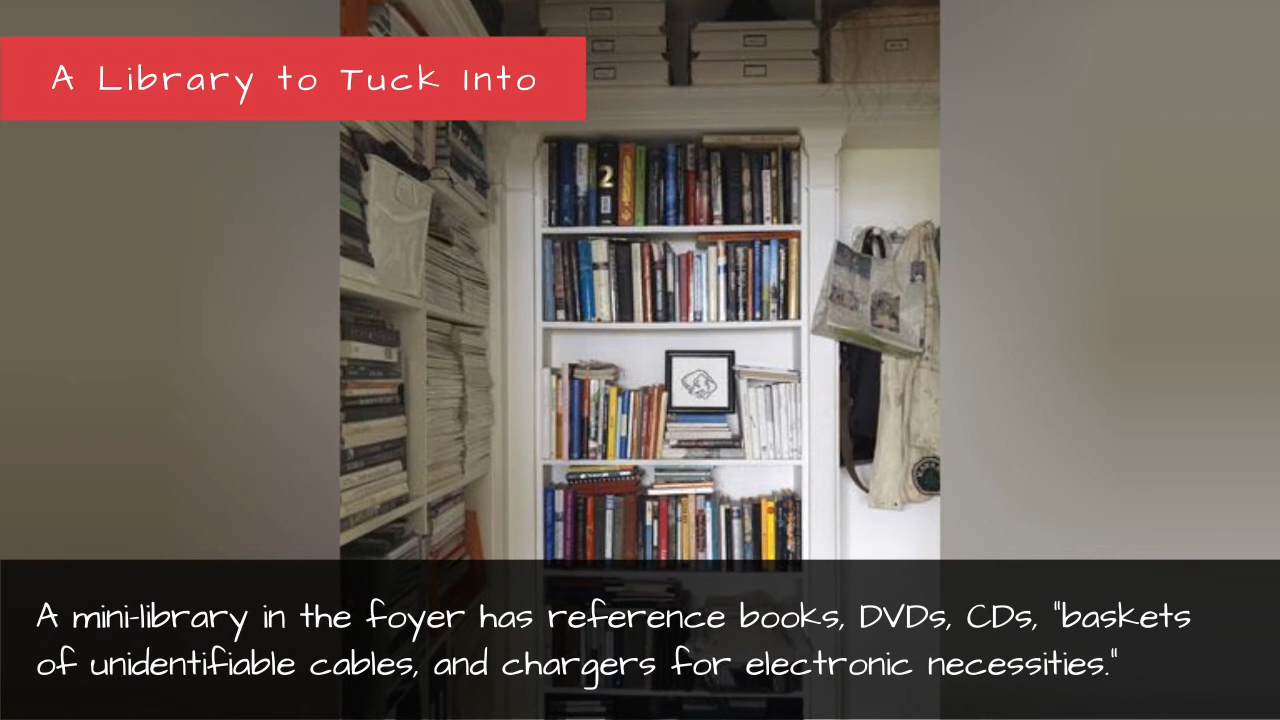 A Library to Tuck Into
2
A mini-library in the foyer has reference books, DVDs, CDs, "baskets
of unidentifiable cables, and chargers for electronic necessities."